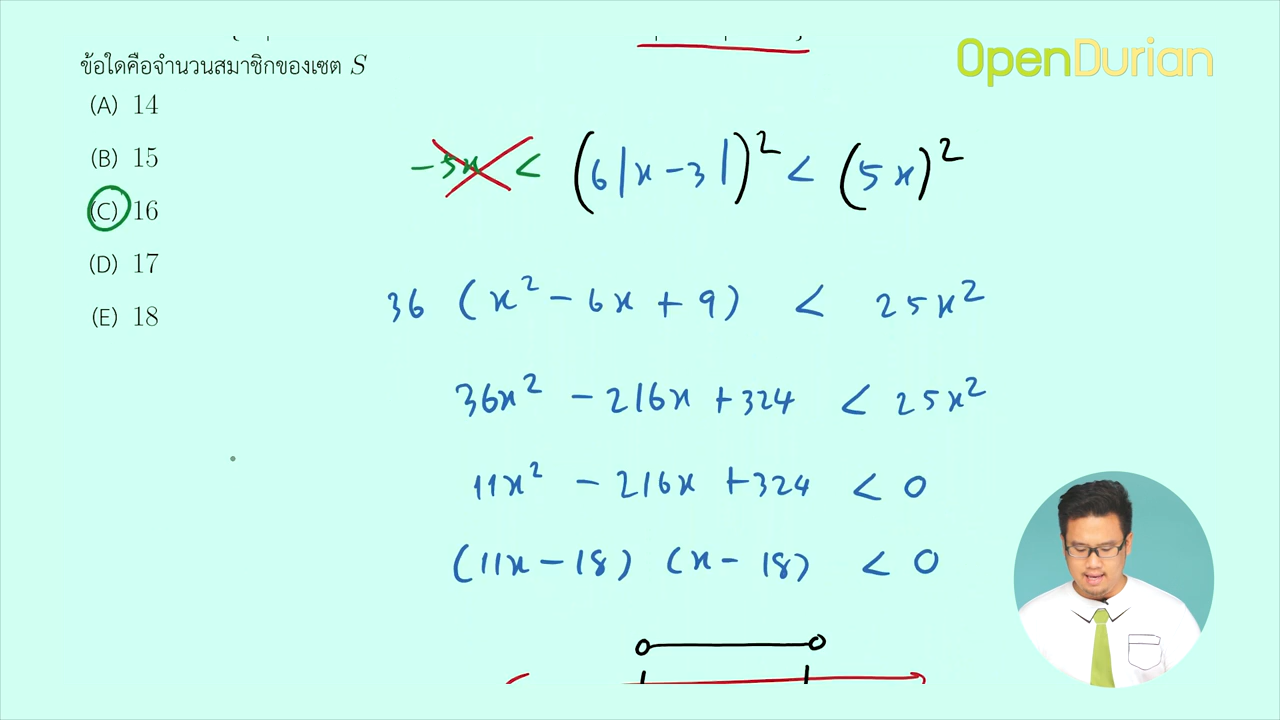 OpenDurian
ข้อใดคือจำนวนสมาชิกของเซต S
(A) 14
(B) 15
(C) 16
(D) 17
(E) 18
-5x < (6|x-3|)² < (5x)²
36 (x² - 6x + 9) < 25x²
36x² - 216x + 324 < 25x²
11x² - 216x + 324 < 0
(11x - 18) (x - 18) < 0